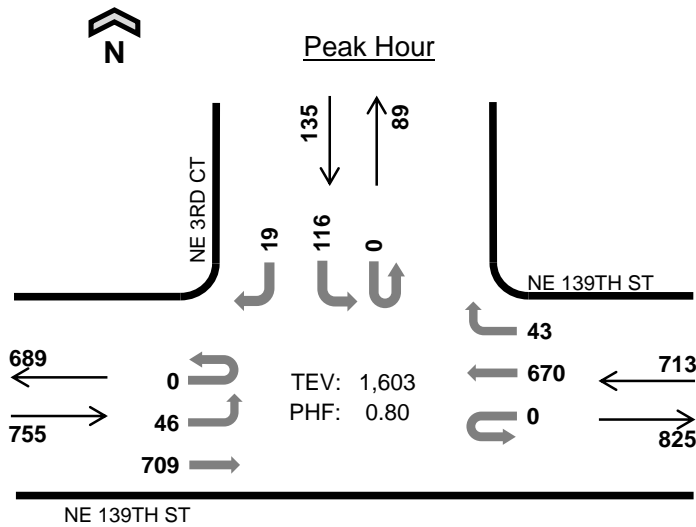 N
Peak Hour
135
89
NE 3RD CT
19
116
0
NE 139TH ST
43
689
0
TEV: 1,603
670
713
755
46
PHF: 0.80
0
825
709
NE 139TH ST